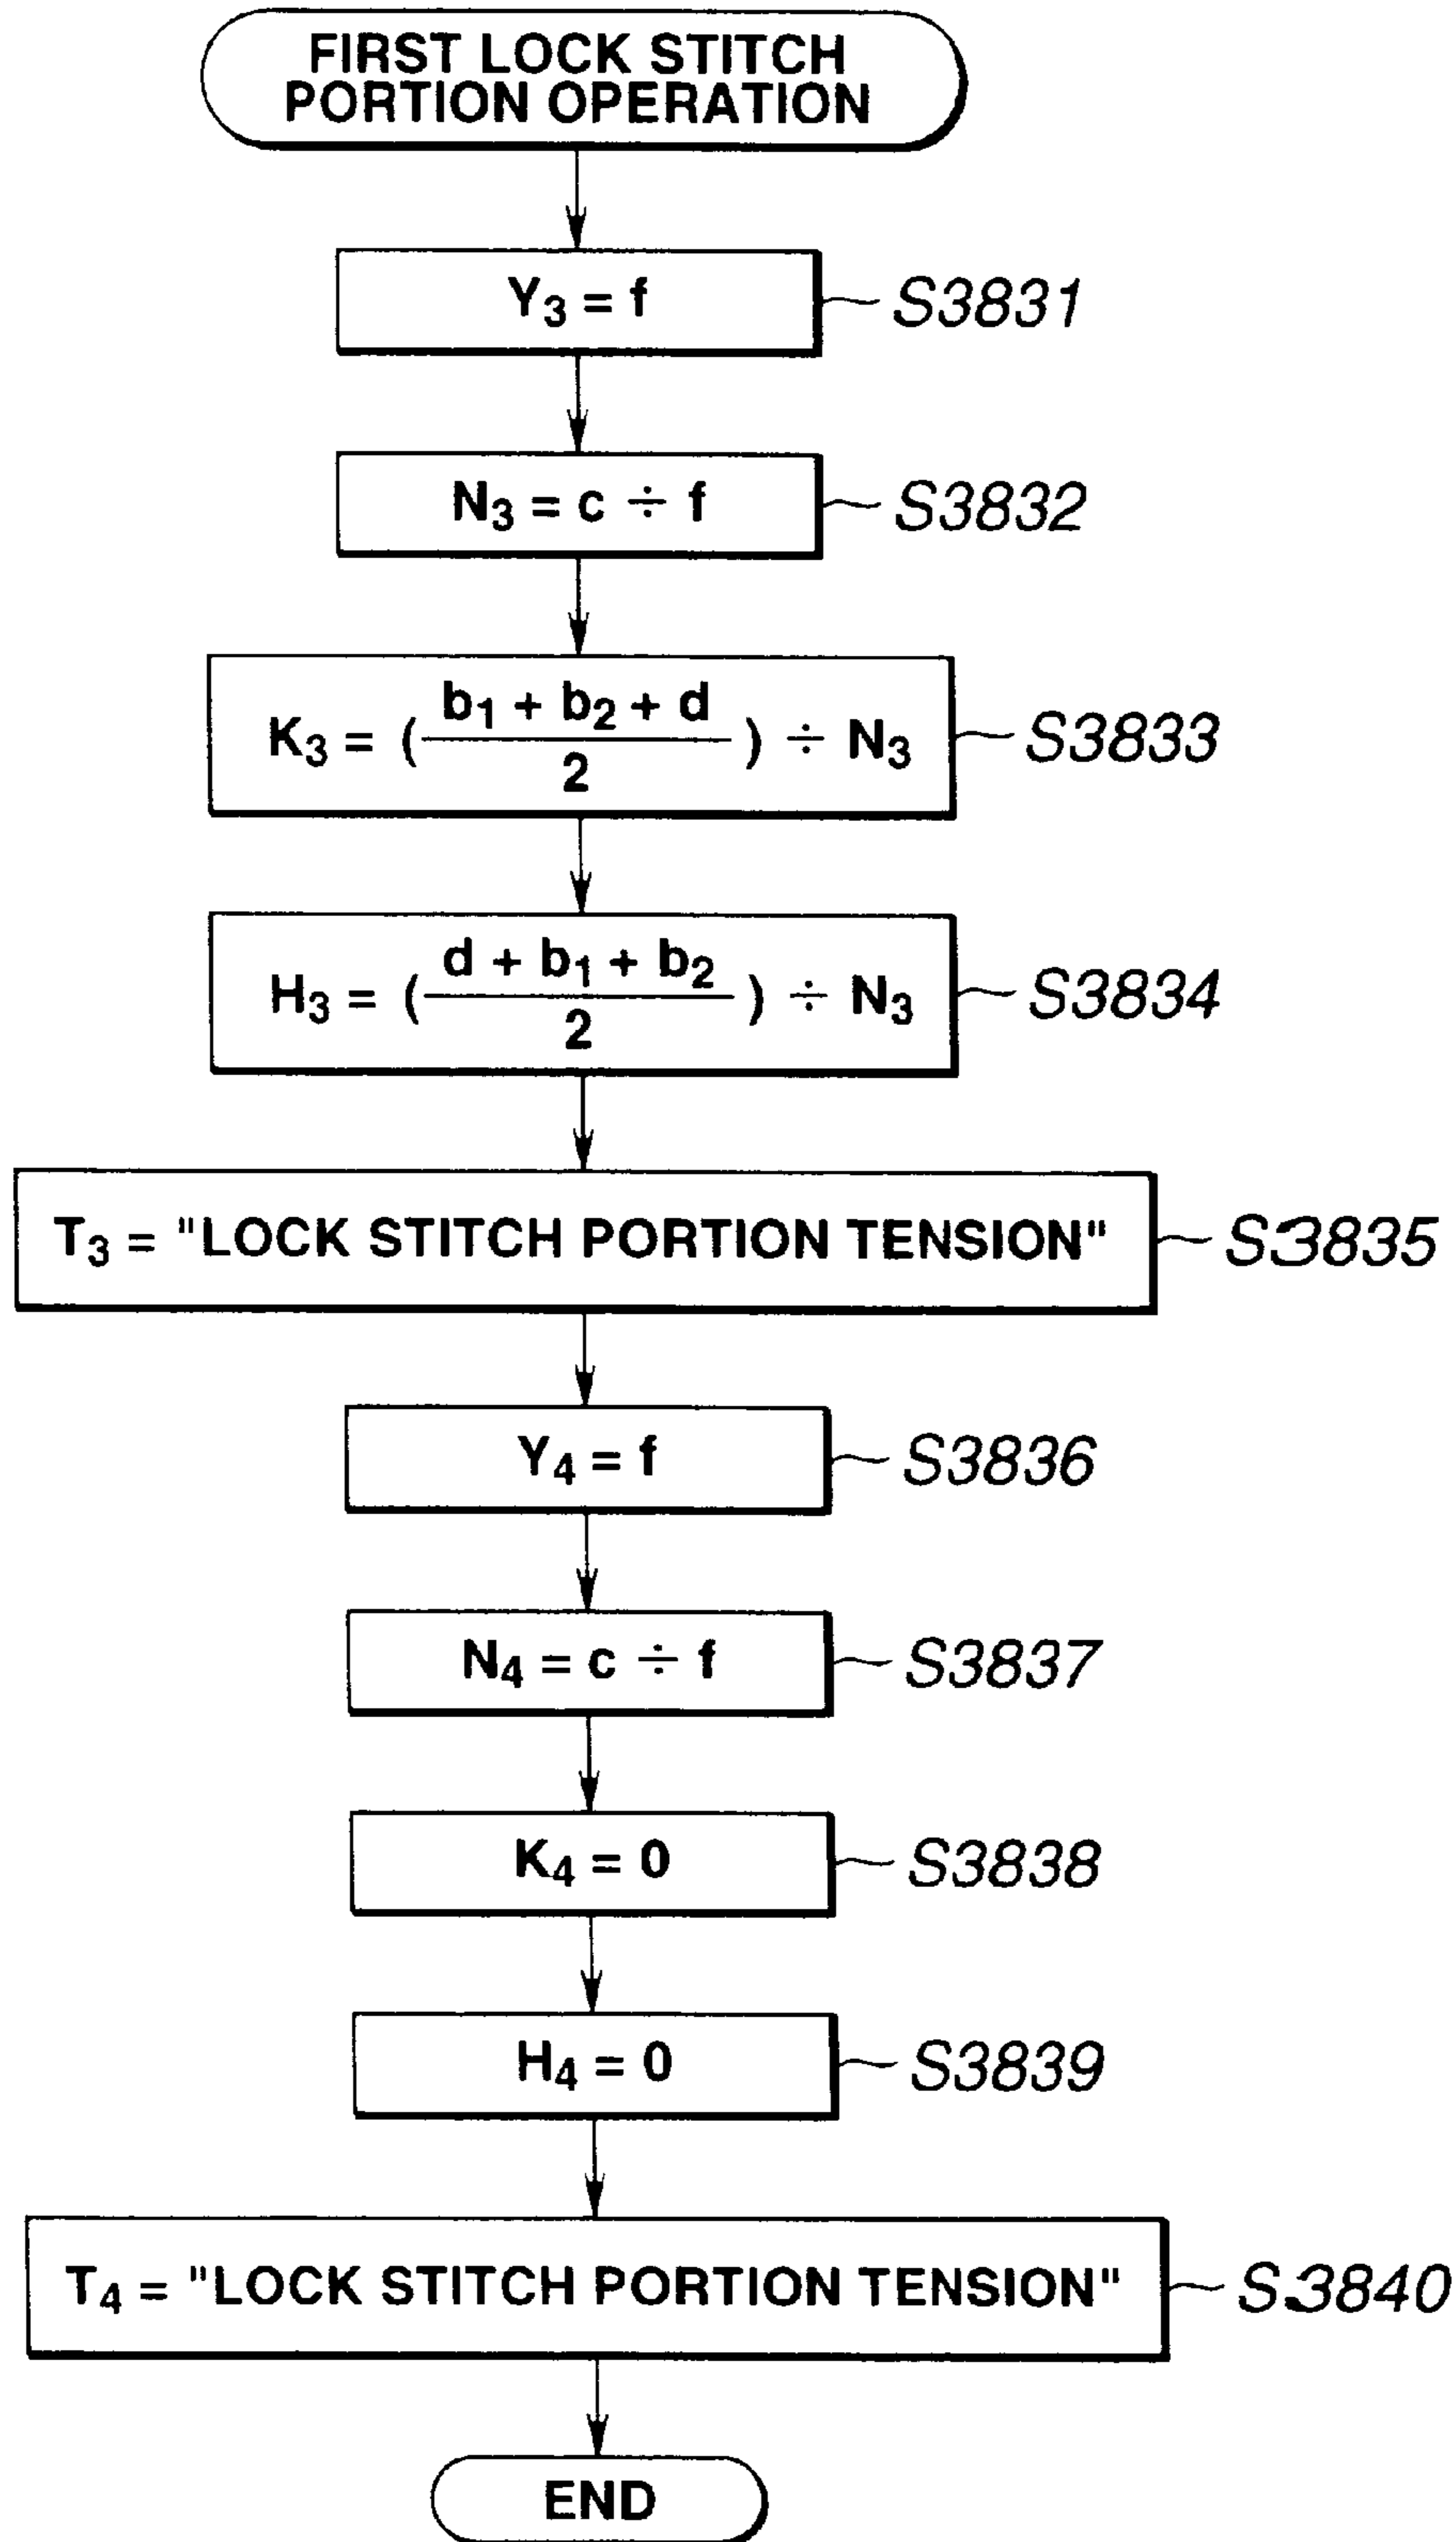 FIRST LOCK STITCH
PORTION OPERATION
Y₃ = f
S3831
N₃ = c ÷ f
S3832
K₃ = (b₁ + b₂ + d / 2) ÷ N₃
S3833
H₃ = (d + b₁ + b₂ / 2) ÷ N₃
S3834
T₃ = "LOCK STITCH PORTION TENSION"
S3835
Y₄ = f
S3836
N₄ = c ÷ f
S3837
K₄ = 0
S3838
H₄ = 0
S3839
T₄ = "LOCK STITCH PORTION TENSION"
S3840
END